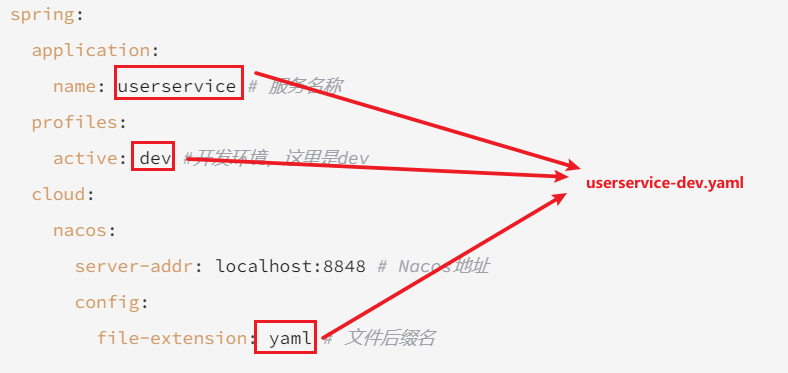 spring:
application:
name: userservice # 服务名称
profiles:
active: dev #开发环境，这里是dev
cloud:
userservice-dev.yaml
nacos:
server-addr: localhost:8848 # Nacos地址
config:
file-extension: yaml # 文件后缀名